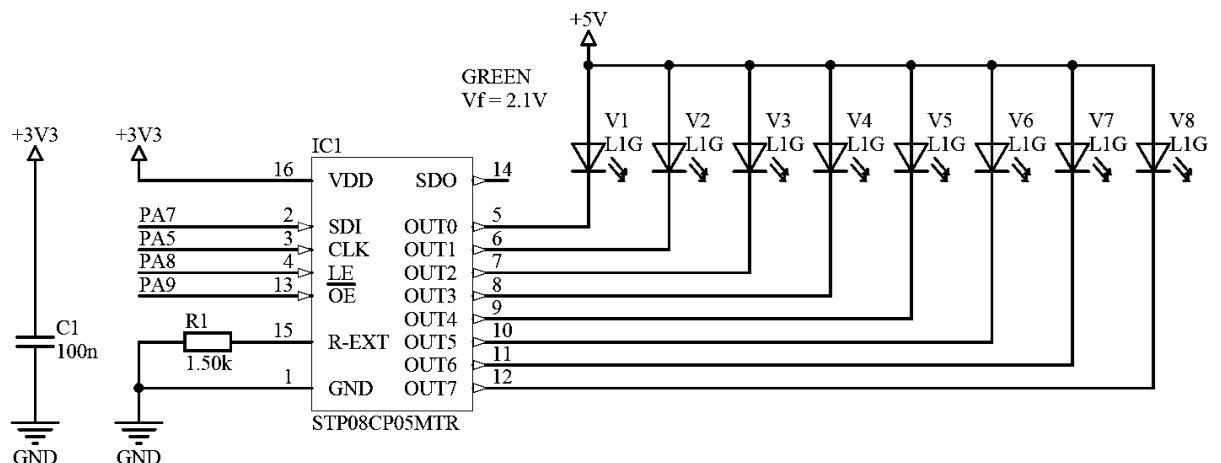 +5V
GREEN
Vf = 2.1V
+3V3
+3V3
IC1
V1
L1G
V2
L1G
V3
L1G
V4
L1G
V5
L1G
V6
L1G
V7
L1G
V8
L1G
16 VDD SDO 14
PA7 2 SDI OUT0 5
PA5 3 CLK OUT1 6
PA8 4 LE OUT2 7
PA9 13 OE OUT3 8
OUT4 9
R1 15 R-EXT OUT5 10
1.50k
OUT6 11
1 GND OUT7 12
C1
100n
STP08CP05MTR
GND
GND